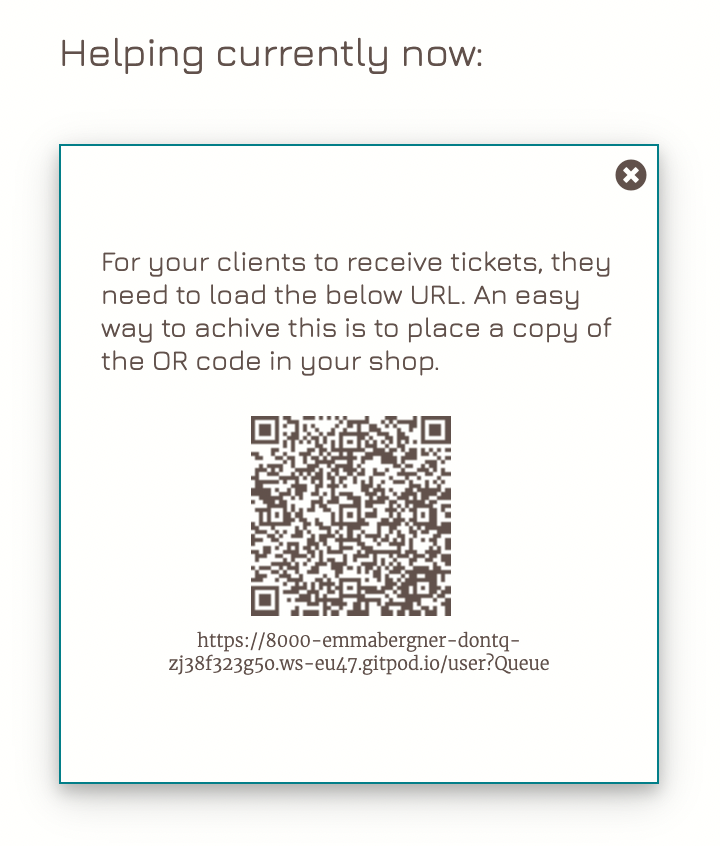 Helping currently now:
For your clients to receive tickets, they
need to load the below URL. An easy
way to achive this is to place a copy of
the QR code in your shop.
https://8000-emmabergner-dontq-
zj38f323g50.ws-eu47.gitpod.io/user?Queue